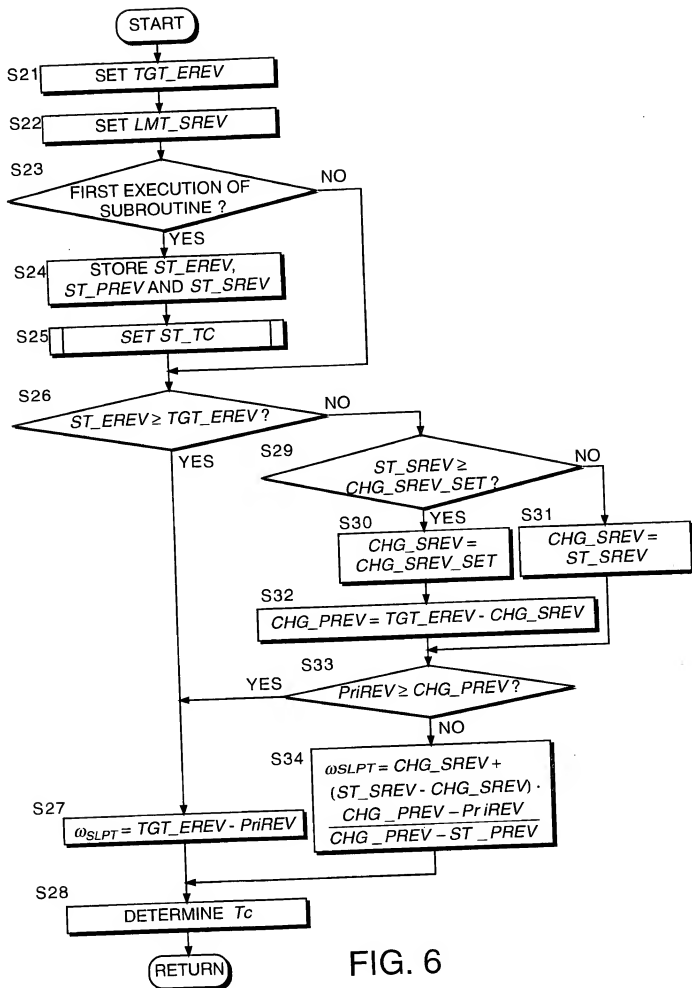 START
S21
SET TGT_EREV
S22
SET LMT_SREV
S23
FIRST EXECUTION OF
SUBROUTINE ?
NO
YES
S24
STORE ST_EREV,
ST_PREV AND ST_SREV
S25
SET ST_TC
S26
ST_EREV ≥ TGT_EREV ?
NO
YES
S29
ST_SREV ≥
CHG_SREV_SET ?
NO
YES
S30
CHG_SREV =
CHG_SREV_SET
S31
CHG_SREV =
ST_SREV
S32
CHG_PREV = TGT_EREV - CHG_SREV
S33
PriREV ≥ CHG_PREV ?
YES
NO
S34
ωSLPT = CHG_SREV +
(ST_SREV - CHG_SREV) ·
CHG_PREV – PriREV
CHG_PREV – ST_PREV
S27
ωSLPT = TGT_EREV - PriREV
S28
DETERMINE Tc
RETURN
FIG. 6